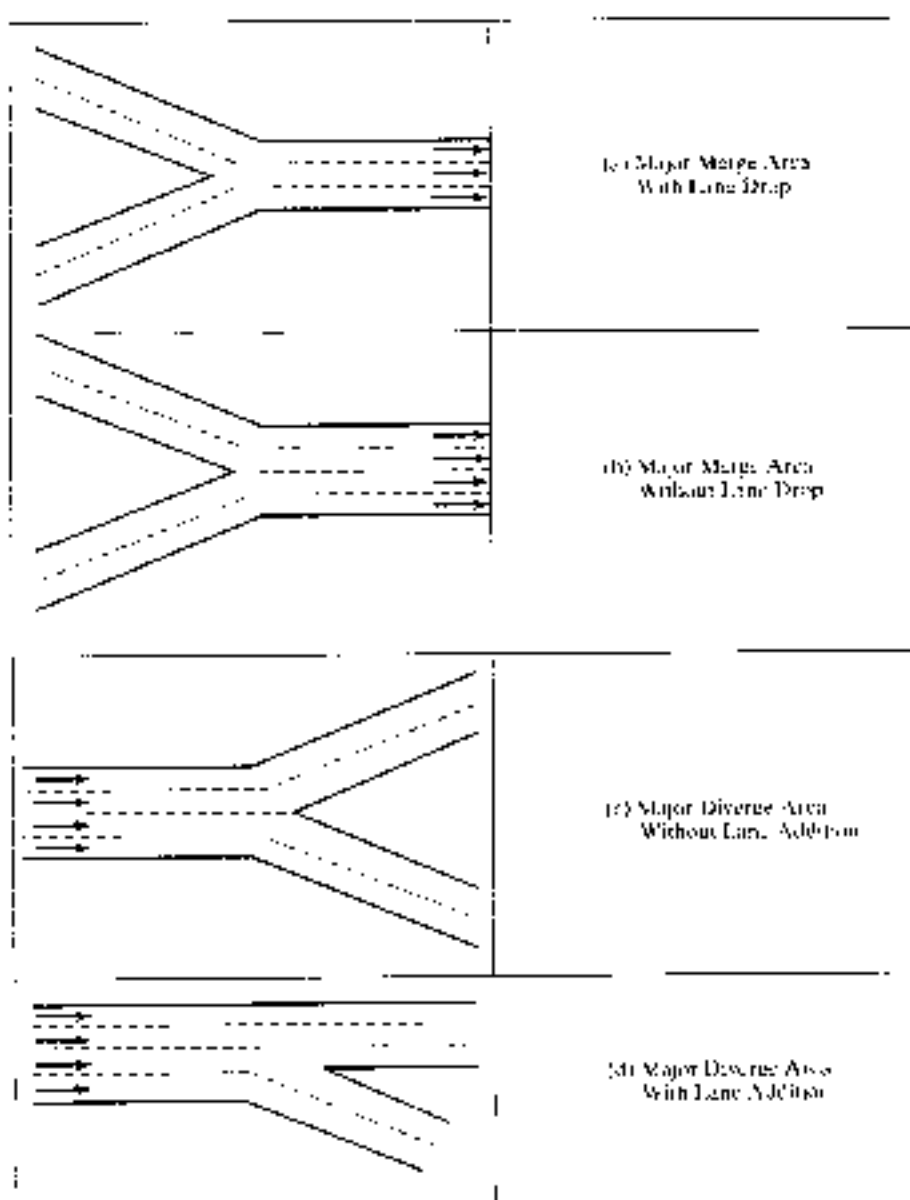 (a) Major Merge Area
With Lane Drop
(b) Major Merge Area
Without Lane Drop
(c) Major Diverge Area
Without Lane Addition
(d) Major Diverge Area
With Lane Addition